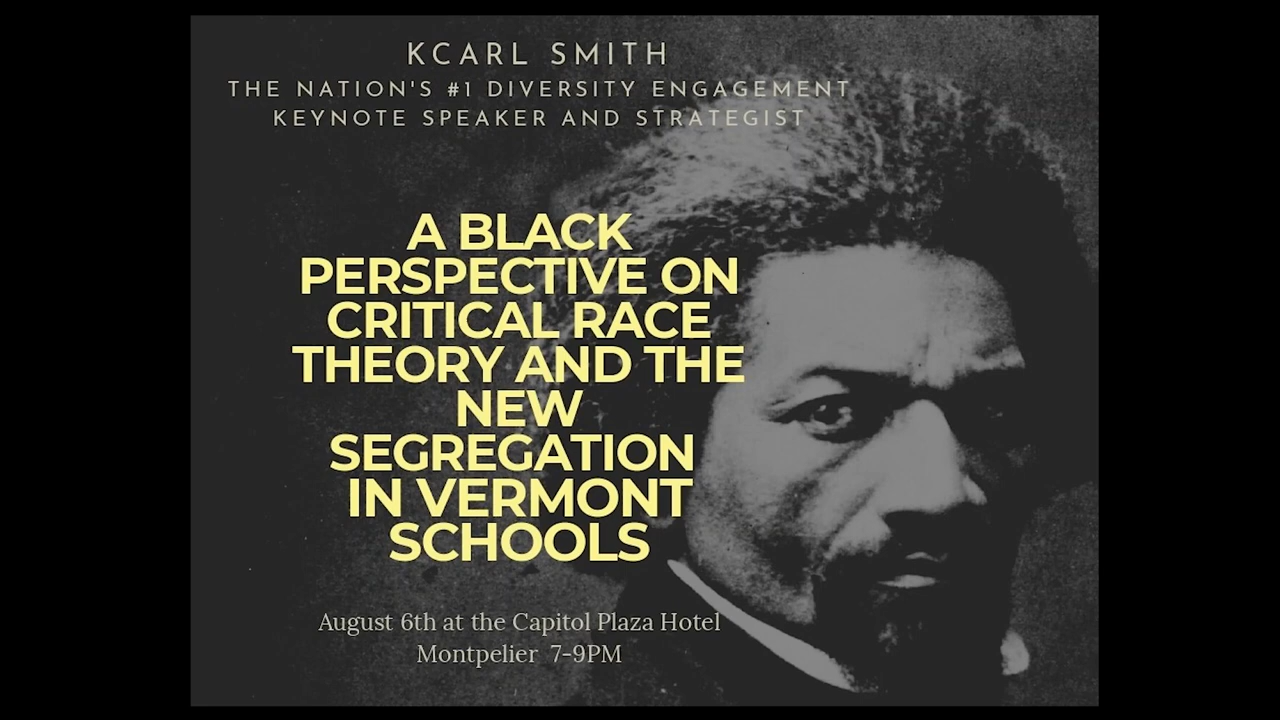 KCARL SMITH
THE NATION'S #1 DIVERSITY ENGAGEMENT
KEYNOTE SPEAKER AND STRATEGIST
A BLACK
PERSPECTIVE ON
CRITICAL RACE
THEORY AND THE
NEW
SEGREGATION
IN VERMONT
SCHOOLS
August 6th at the Capitol Plaza Hotel
Montpelier 7-9PM